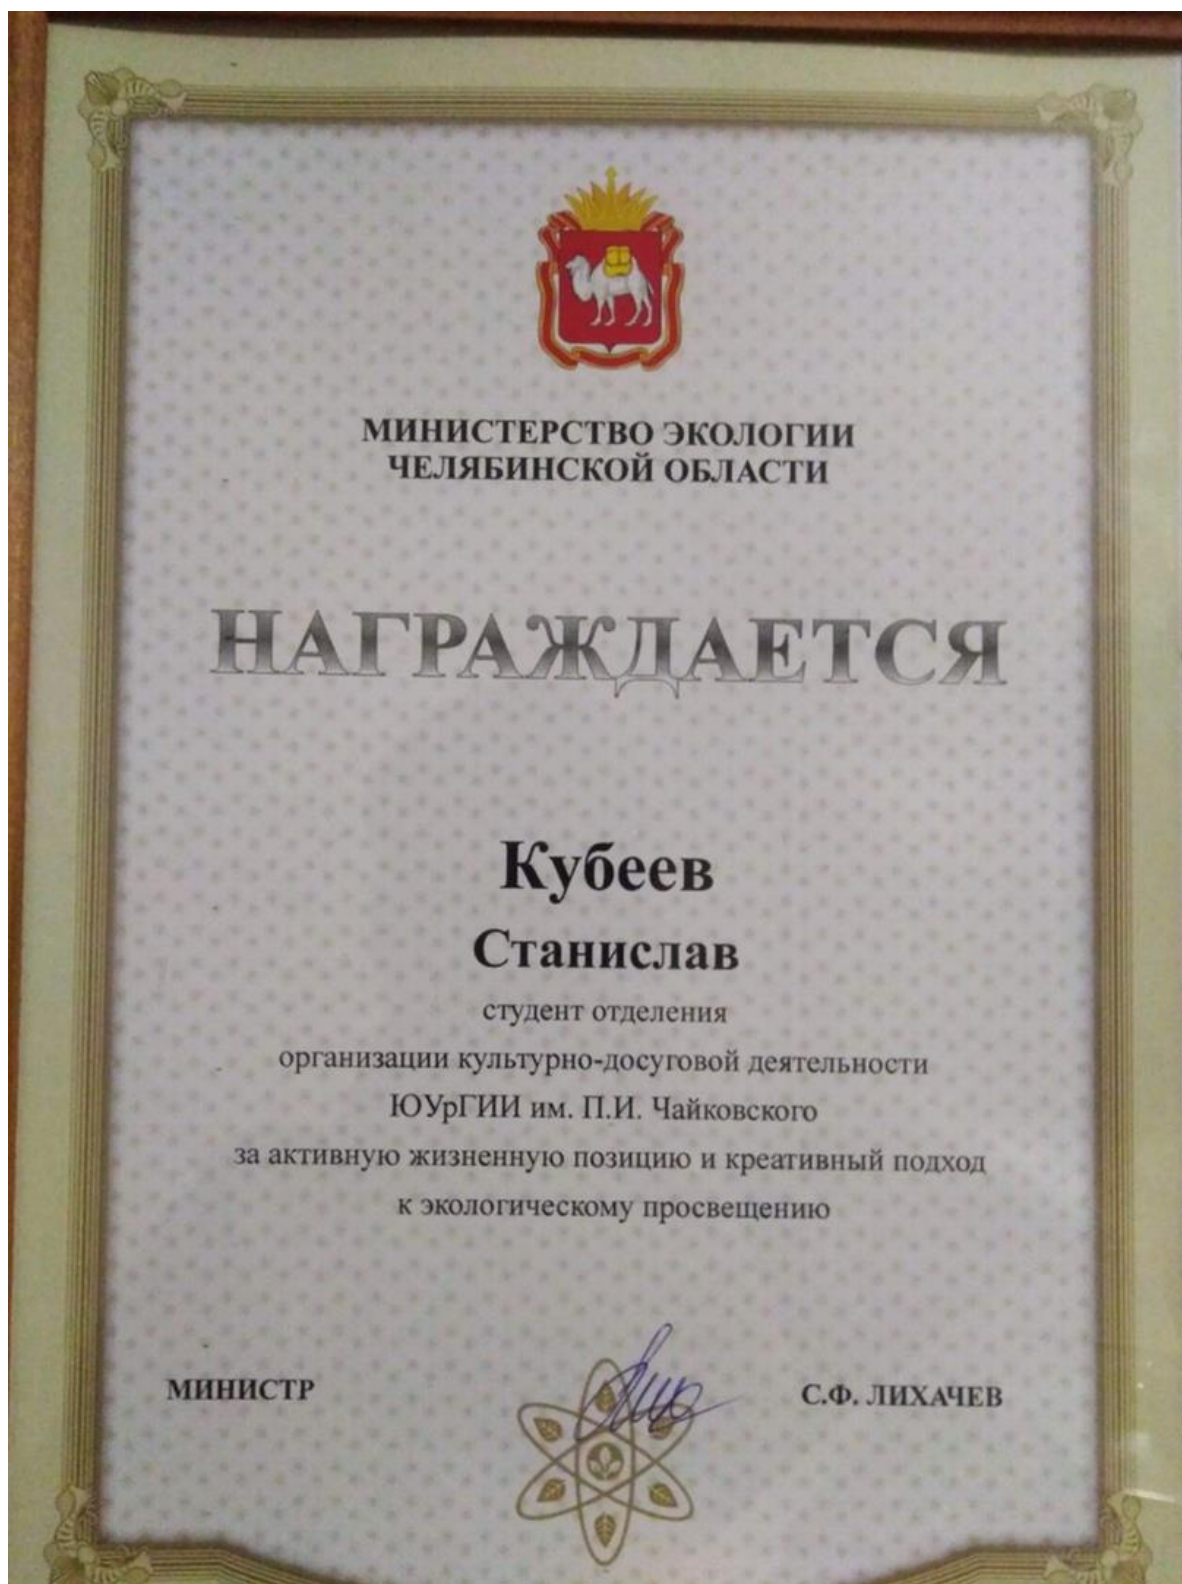 МИНИСТЕРСТВО ЭКОЛОГИИ
ЧЕЛЯБИНСКОЙ ОБЛАСТИ
НАГРАЖДАЕТСЯ
Кубеев
Станислав
студент отделения
организации культурно-досуговой деятельности
ЮУрГИИ им. П.И. Чайковского
за активную жизненную позицию и креативный подход
к экологическому просвещению
МИНИСТР С.Ф. ЛИХАЧЕВ